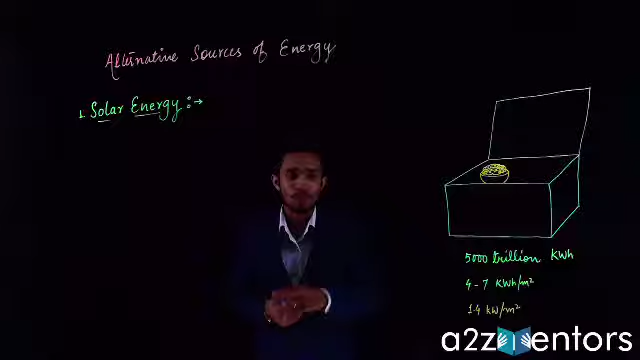 Alternative Sources of Energy
1. Solar Energy :→
5000 trillion KWh
4 - 7 KWh/m²
1.4 KW/m²
a2zmentors